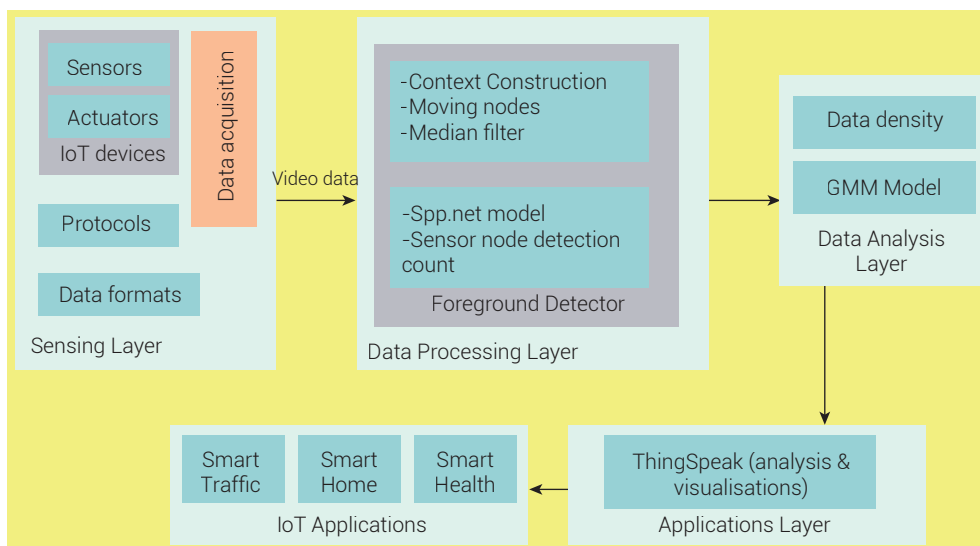 Sensors
Actuators
IoT devices
Data acquisition
Protocols
Data formats
Sensing Layer
Video data
-Context Construction
-Moving nodes
-Median filter
-Spp.net model
-Sensor node detection
count
Foreground Detector
Data Processing Layer
Data density
GMM Model
Data Analysis
Layer
ThingSpeak (analysis &
visualisations)
Applications Layer
Smart
Traffic
Smart
Home
Smart
Health
IoT Applications